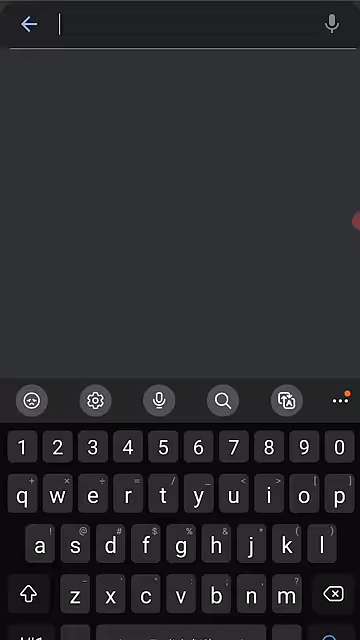 1 2 3 4 5 6 7 8 9 0
+ × ÷ = / _ < > [ ]
q w e r t y u i o p
! @ # $ % & * ( )
a s d f g h j k l
z x c v b n m